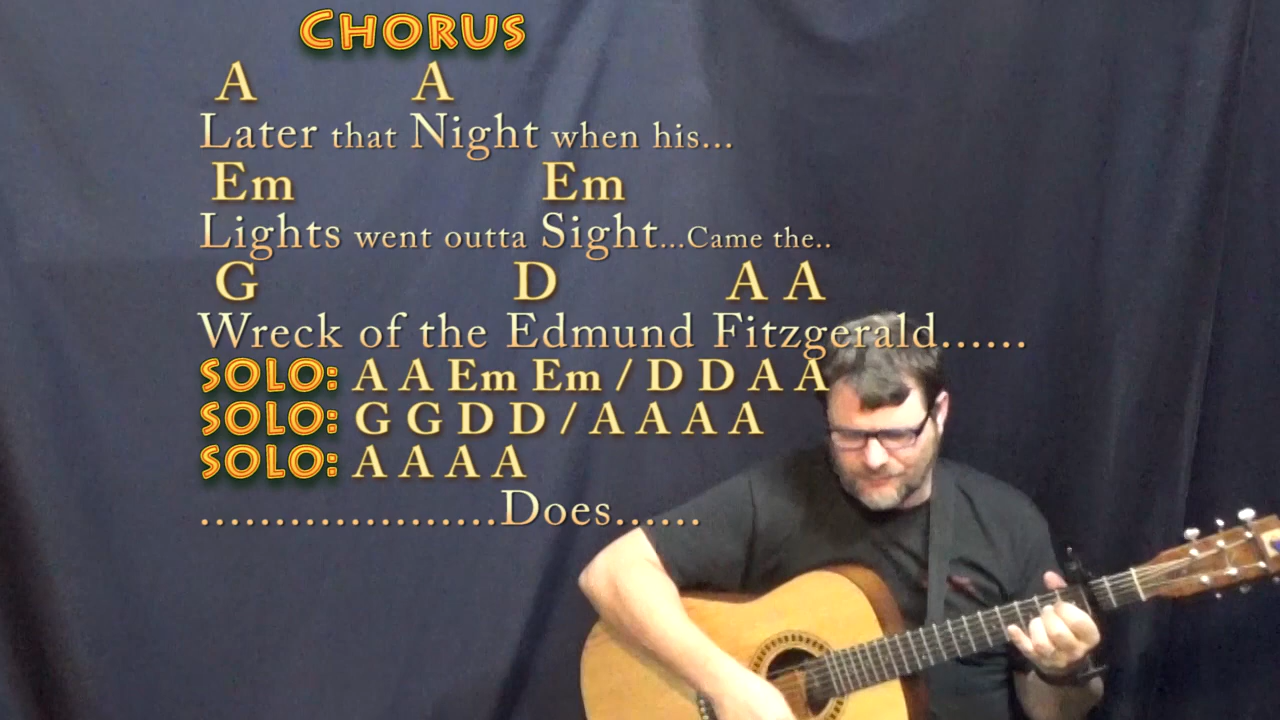 CHORUS
A A
Later that Night when his...
Em Em
Lights went outta Sight...Came the..
G D A A
Wreck of the Edmund Fitzgerald......
SOLO: A A Em Em / D D A A
SOLO: G G D D / A A A A
SOLO: A A A A
....................Does......